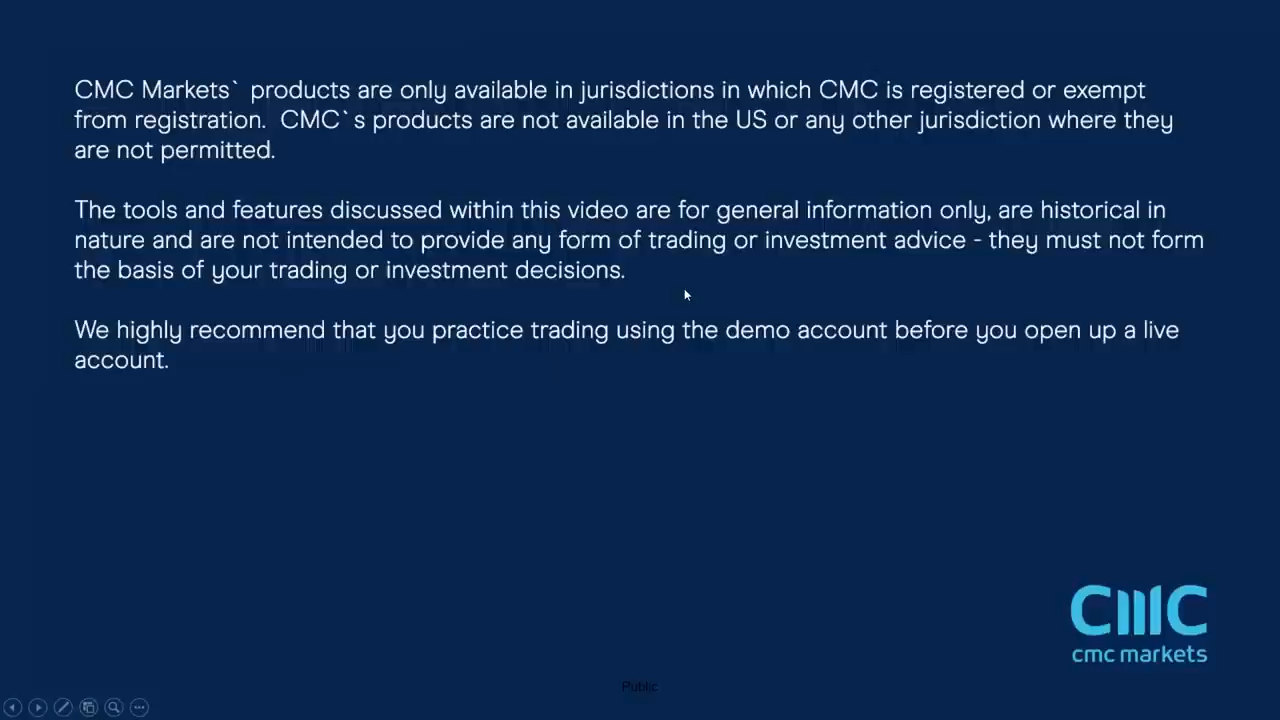 CMC Markets` products are only available in jurisdictions in which CMC is registered or exempt
from registration.  CMC`s products are not available in the US or any other jurisdiction where they
are not permitted.
The tools and features discussed within this video are for general information only, are historical in
nature and are not intended to provide any form of trading or investment advice - they must not form
the basis of your trading or investment decisions.
We highly recommend that you practice trading using the demo account before you open up a live
account.
CMC
cmc markets
Public